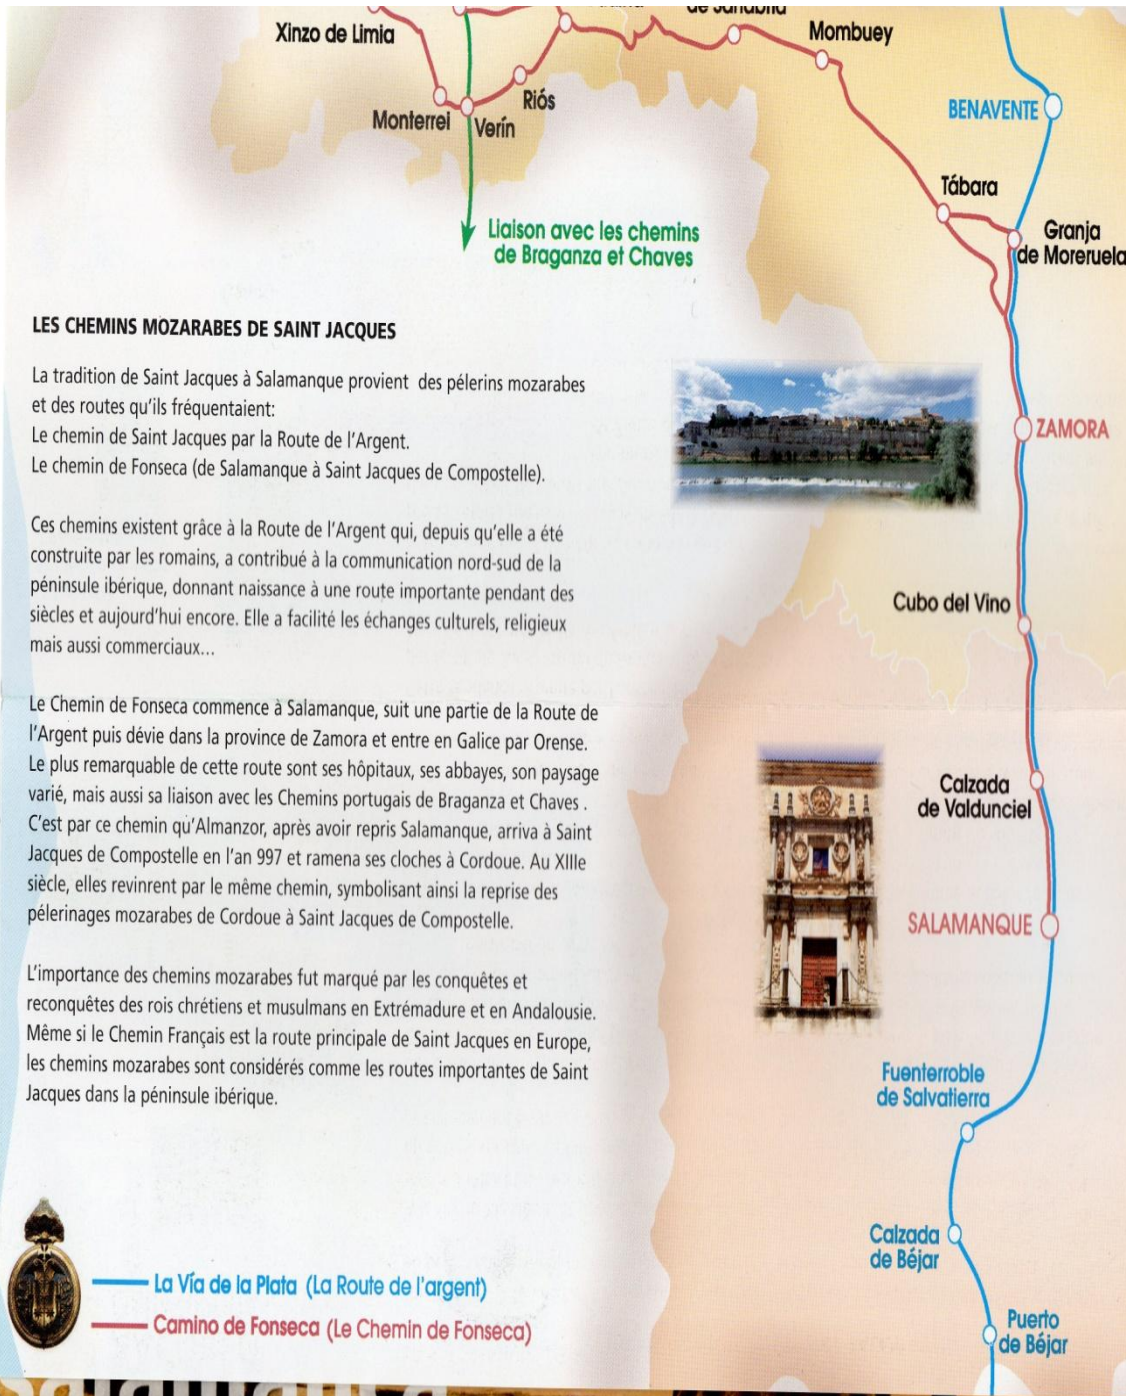 Xinzo de Limia
de Sanabria
Mombuey
Monterrei
Verín
Riós
BENAVENTE
Tábara
Granja
de Moreruela
Liaison avec les chemins
de Braganza et Chaves
LES CHEMINS MOZARABES DE SAINT JACQUES
La tradition de Saint Jacques à Salamanque provient des pélerins mozarabes
et des routes qu'ils fréquentaient:
Le chemin de Saint Jacques par la Route de l'Argent.
Le chemin de Fonseca (de Salamanque à Saint Jacques de Compostelle).
Ces chemins existent grâce à la Route de l'Argent qui, depuis qu'elle a été
construite par les romains, a contribué à la communication nord-sud de la
péninsule ibérique, donnant naissance à une route importante pendant des
siècles et aujourd'hui encore. Elle a facilité les échanges culturels, religieux
mais aussi commerciaux...
Le Chemin de Fonseca commence à Salamanque, suit une partie de la Route de
l'Argent puis dévie dans la province de Zamora et entre en Galice par Orense.
Le plus remarquable de cette route sont ses hôpitaux, ses abbayes, son paysage
varié, mais aussi sa liaison avec les Chemins portugais de Braganza et Chaves .
C'est par ce chemin qu'Almanzor, après avoir repris Salamanque, arriva à Saint
Jacques de Compostelle en l'an 997 et ramena ses cloches à Cordoue. Au XIIIe
siècle, elles revinrent par le même chemin, symbolisant ainsi la reprise des
pélerinages mozarabes de Cordoue à Saint Jacques de Compostelle.
L'importance des chemins mozarabes fut marqué par les conquêtes et
reconquêtes des rois chrétiens et musulmans en Extrémadure et en Andalousie.
Même si le Chemin Français est la route principale de Saint Jacques en Europe,
les chemins mozarabes sont considérés comme les routes importantes de Saint
Jacques dans la péninsule ibérique.
ZAMORA
Cubo del Vino
Calzada
de Valdunciel
SALAMANQUE
Fuenterroble
de Salvatierra
Calzada
de Béjar
Puerto
de Béjar
La Vía de la Plata (La Route de l'argent)
Camino de Fonseca (Le Chemin de Fonseca)
salamanca